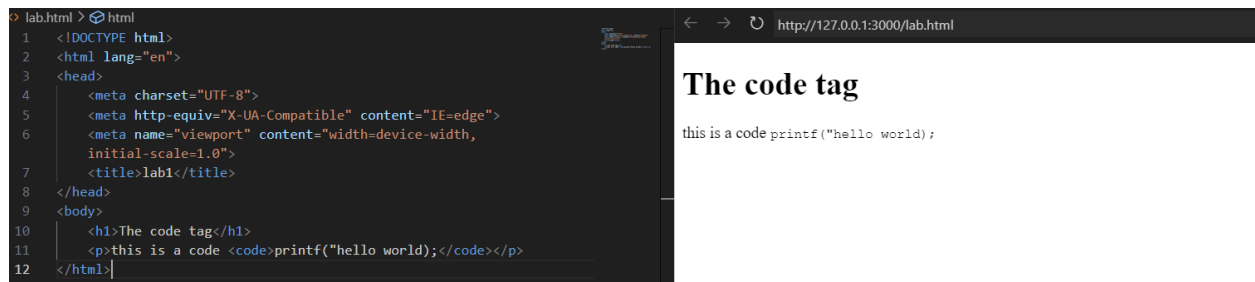 lab.html > html
1 <!DOCTYPE html>
2 <html lang="en">
3 <head>
4 <meta charset="UTF-8">
5 <meta http-equiv="X-UA-Compatible" content="IE=edge">
6 <meta name="viewport" content="width=device-width,
initial-scale=1.0">
7 <title>lab1</title>
8 </head>
9 <body>
10 <h1>The code tag</h1>
11 <p>this is a code <code>printf("hello world);</code></p>
12 </html>
http://127.0.0.1:3000/lab.html
The code tag
this is a code printf("hello world);